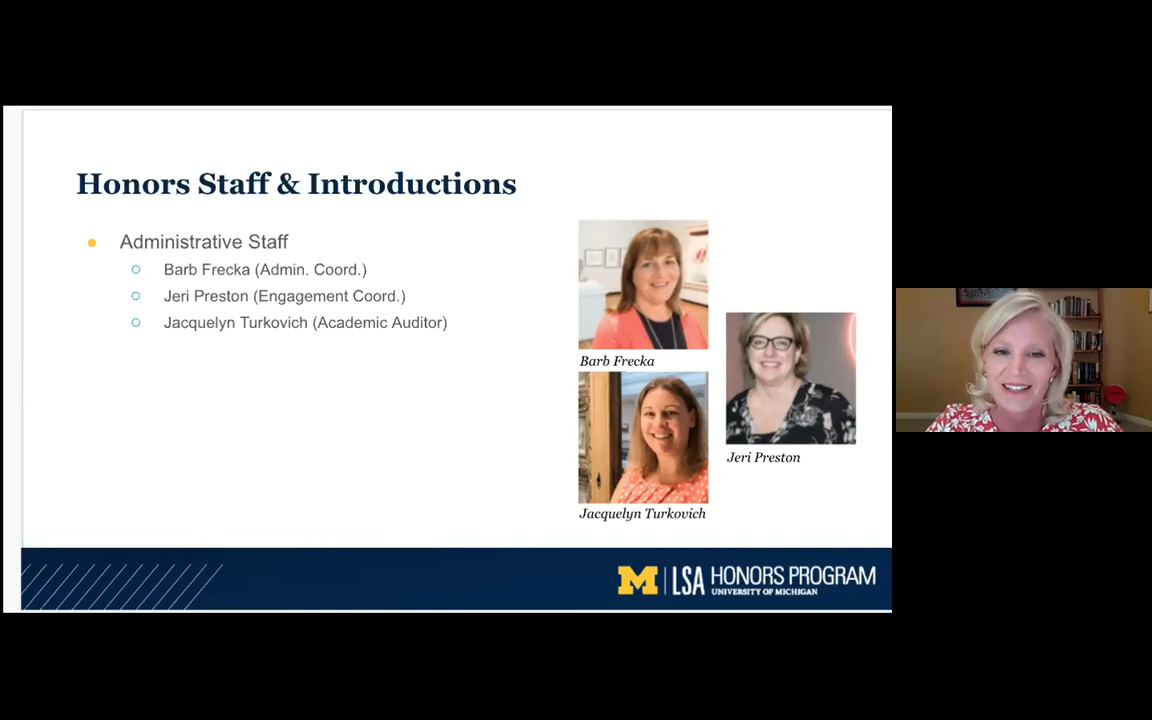 Honors Staff & Introductions
Administrative Staff
Barb Frecka (Admin. Coord.)
Jeri Preston (Engagement Coord.)
Jacquelyn Turkovich (Academic Auditor)
Barb Frecka
Jeri Preston
Jacquelyn Turkovich
M LSA HONORS PROGRAM
UNIVERSITY OF MICHIGAN